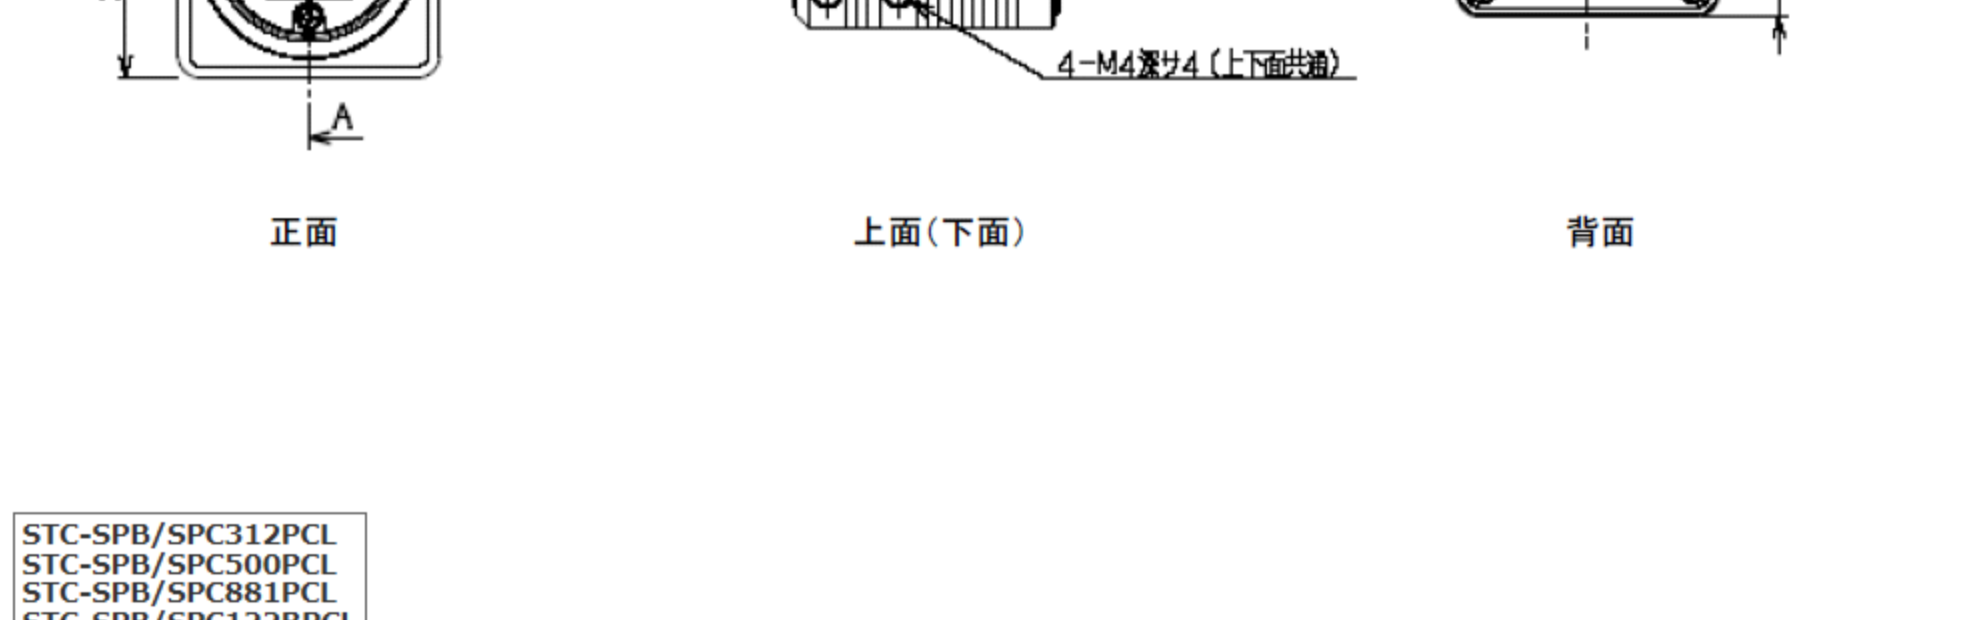 4-M4深サ4(上下面共通)
A
正面
上面(下面)
背面
STC-SPB/SPC312PCL
STC-SPB/SPC500PCL
STC-SPB/SPC881PCL